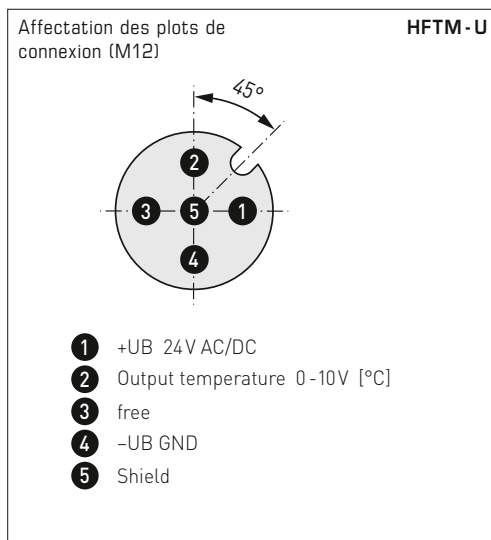 Affectation des plots de
connexion (M12)
HFTM-U
45°
2
3 5 1
4
1 +UB 24V AC/DC
2 Output temperature 0-10V [°C]
3 free
4 –UB GND
5 Shield